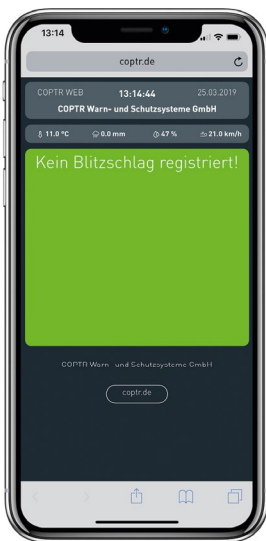 13:14
coptr.de
COPTR WEB 13:14:44 25.03.2019
COPTR Warn- und Schutzsysteme GmbH
11.0 °C 0.0 mm 47 % 21.0 km/h
Kein Blitzschlag registriert!
COPTR Warn- und Schutzsysteme GmbH
coptr.de